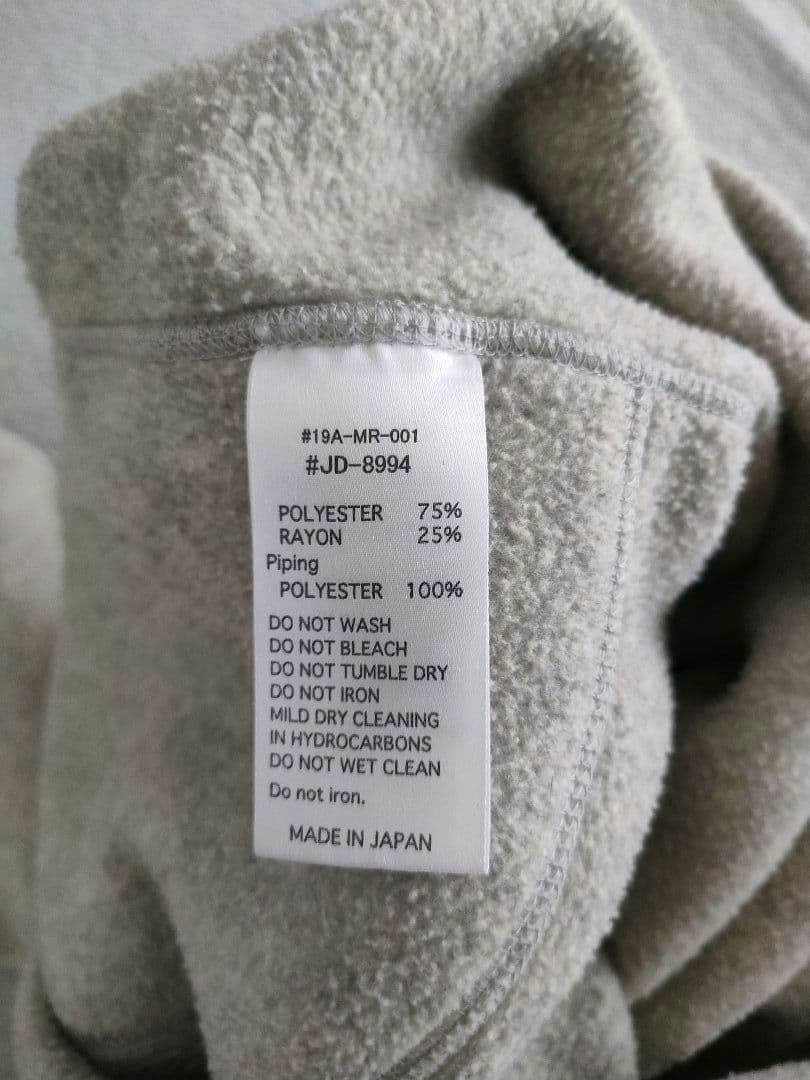 #19A-MR-001
#JD-8994
POLYESTER 75%
RAYON 25%
Piping
POLYESTER 100%
DO NOT WASH
DO NOT BLEACH
DO NOT TUMBLE DRY
DO NOT IRON
MILD DRY CLEANING
IN HYDROCARBONS
DO NOT WET CLEAN
Do not iron.
MADE IN JAPAN